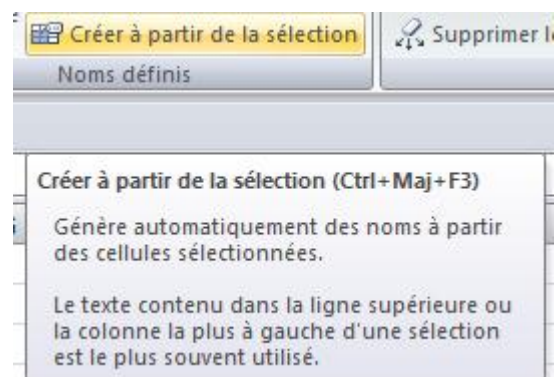 Créer à partir de la sélection
Supprimer
Noms définis
Créer à partir de la sélection (Ctrl+Maj+F3)
Génère automatiquement des noms à partir
des cellules sélectionnées.
Le texte contenu dans la ligne supérieure ou
la colonne la plus à gauche d'une sélection
est le plus souvent utilisé.